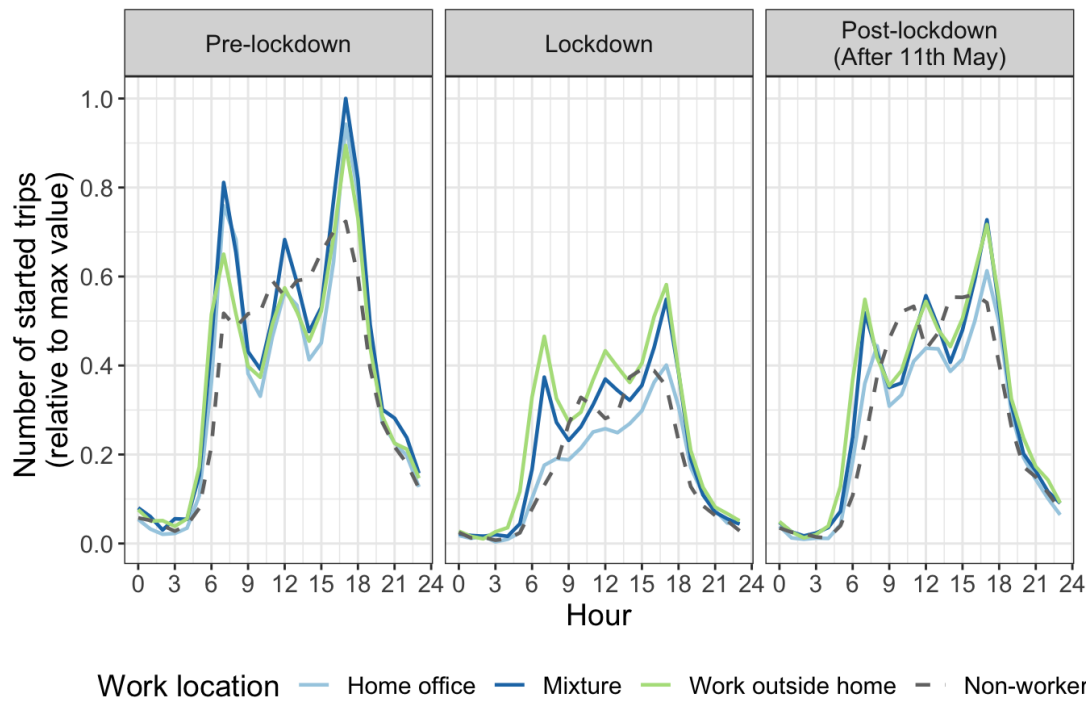 Pre-lockdown
Lockdown
Post-lockdown
(After 11th May)
Number of started trips
(relative to max value)
1.0
0.8
0.6
0.4
0.2
0.0
0 3 6 9 12 15 18 21 24
0 3 6 9 12 15 18 21 24
0 3 6 9 12 15 18 21 24
Hour
Work location Home office Mixture Work outside home Non-worker